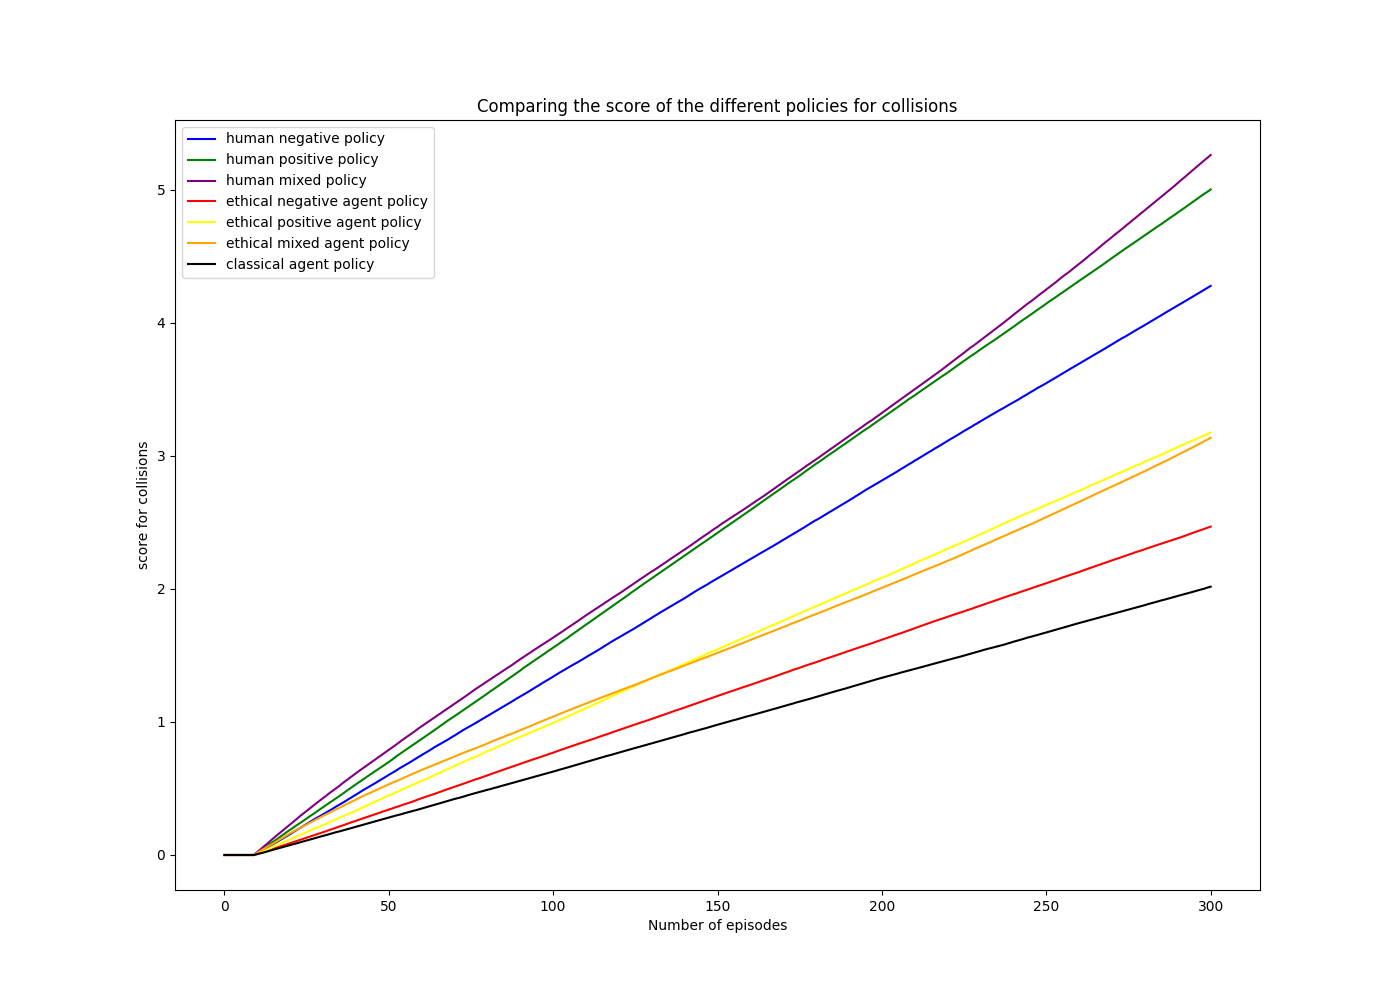 Comparing the score of the different policies for collisions
human negative policy
human positive policy
human mixed policy
ethical negative agent policy
ethical positive agent policy
ethical mixed agent policy
classical agent policy
score for collisions
5
4
3
2
1
0
0 50 100 150 200 250 300
Number of episodes